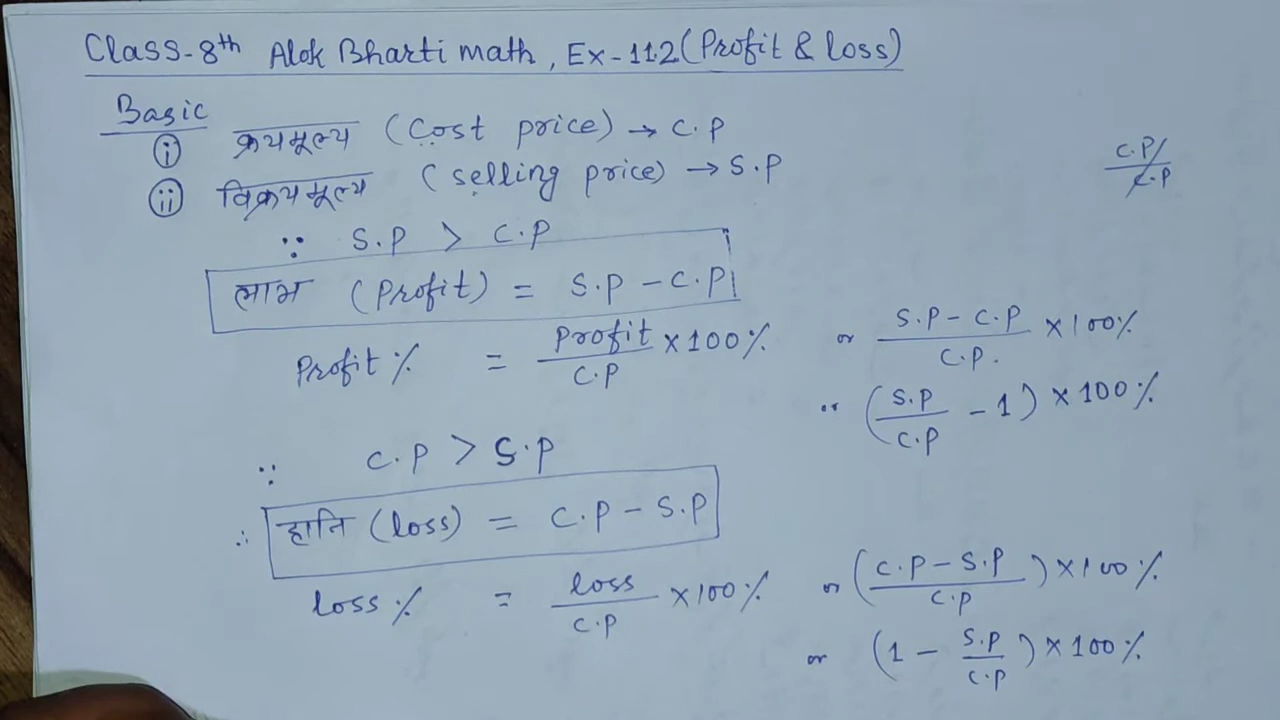 Class-8th Alok Bharti math, Ex-11.2 (Profit & loss)
Basic
(i) क्रयमूल्य (Cost price) → C.P
(ii) विक्रयमूल्य (selling price) → S.P
C.P/C.P
∵ S.P > C.P
लाभ (Profit) = S.P - C.P
Profit % = Profit/C.P × 100% or (S.P - C.P)/C.P. × 100%
or (S.P/C.P - 1) × 100%
∵ C.P > S.P
∴ हानि (loss) = C.P - S.P
loss % = loss/C.P × 100% or (C.P - S.P/C.P) × 100%
or (1 - S.P/C.P) × 100%